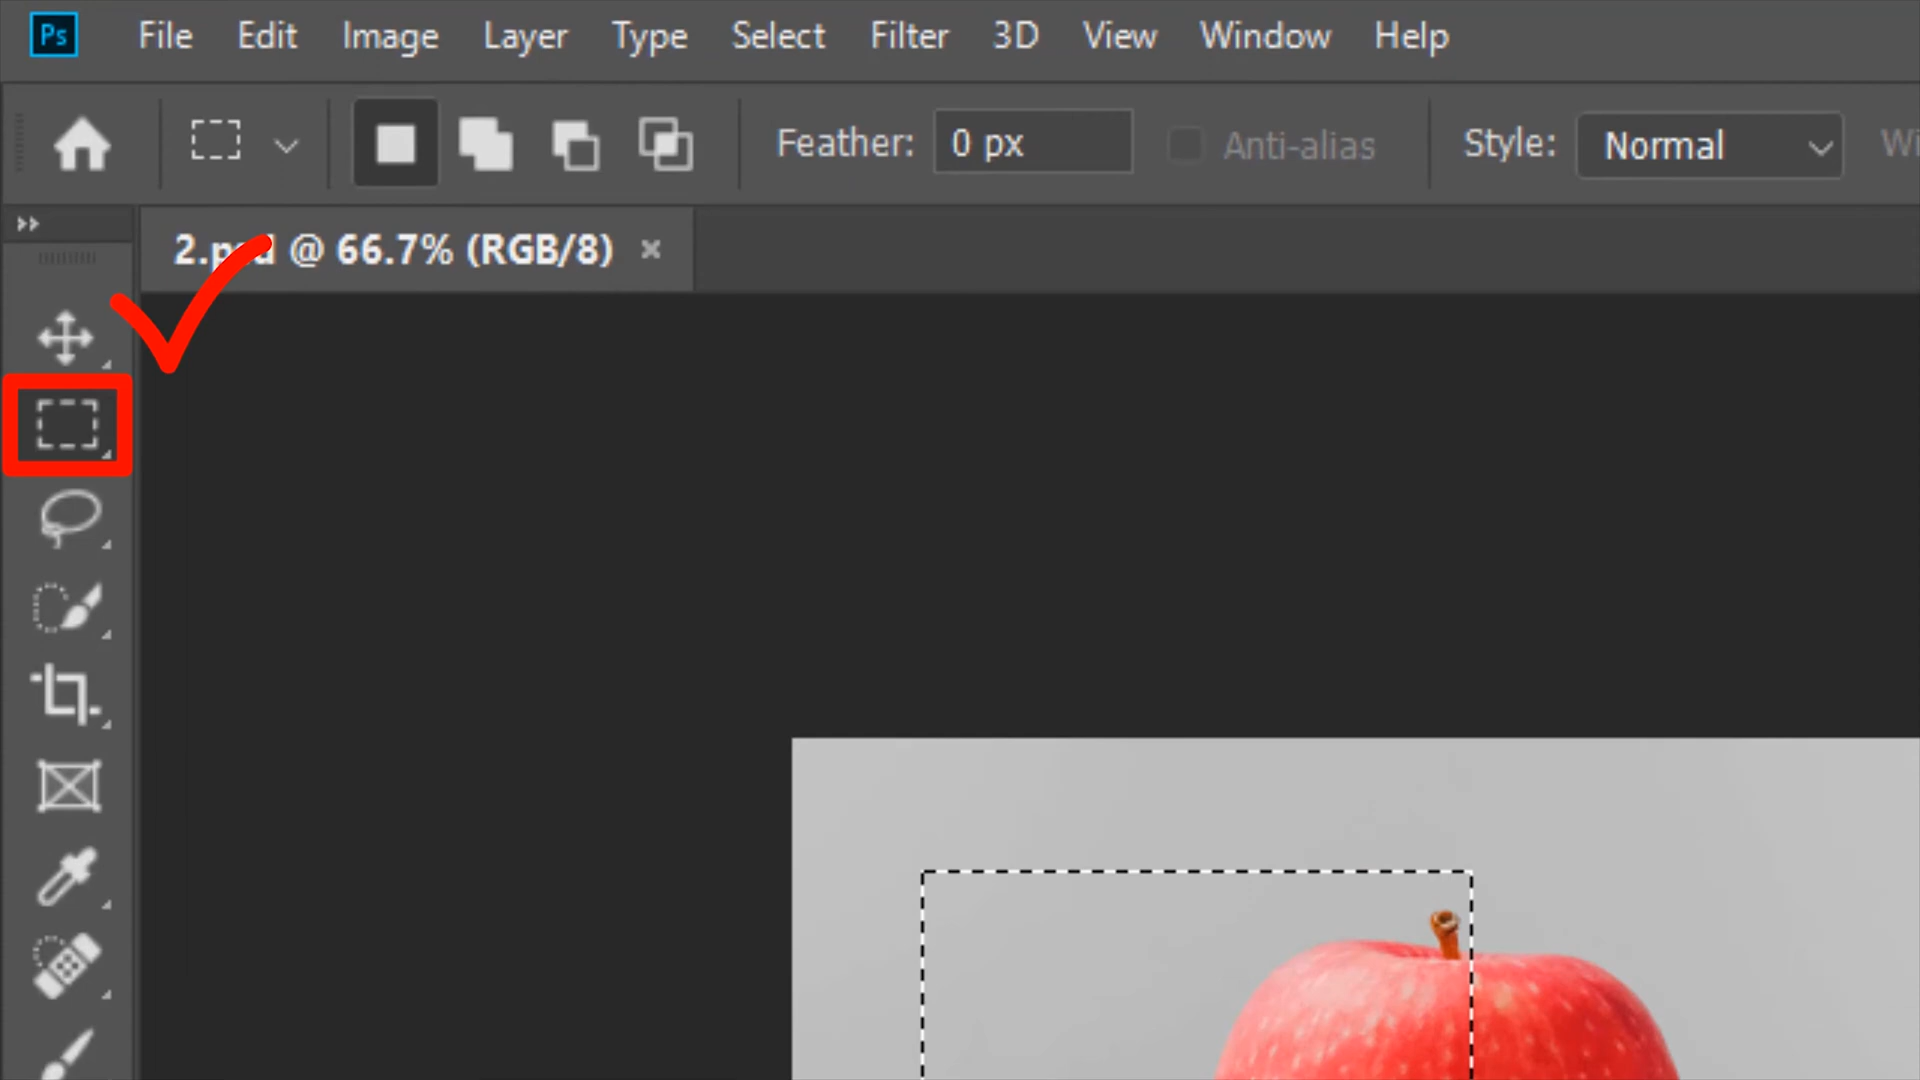 Ps File Edit Image Layer Type Select Filter 3D View Window Help
Feather: 0 px Anti-alias Style: Normal
2.psd @ 66.7% (RGB/8) ×